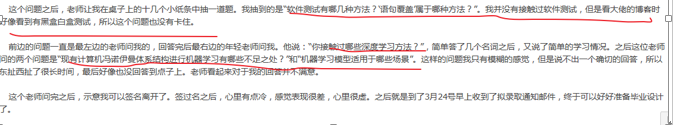 这个问题之后，老师让我在桌子上的十几个小纸条中抽一道题。我抽到的是“软件测试有哪几种方法？‘语句覆盖’属于哪种方法？”。我并没有接触过软件测试，但是看大佬的博客时
好像看到有黑盒白盒测试，所以这个问题也没有卡住。
前边的问题一直是最左边的老师问我的，回答完后最右边的年轻老师问我。他说：“你接触过哪些深度学习方法？”，简单答了几个名词之后，又说了简单的学习情况。之后这位老师
问的两个问题是“现有计算机冯诺伊曼体系结构进行机器学习有哪些不足之处？”和“机器学习模型适用于哪些场景”。这样的问题我只有模糊的感觉，但是说不出一个确切的回答，所以
东扯西扯了很长时间，最后好像也没回答到点子上。老师看起来对于我的回答并不满意。
这个老师问完之后，示意我可以签名离开了。签过名之后，心里有点冷，感觉表现很差，心里很虚。之后就是到了3月24号早上收到了拟录取通知邮件，终于可以好好准备毕业设计
了。